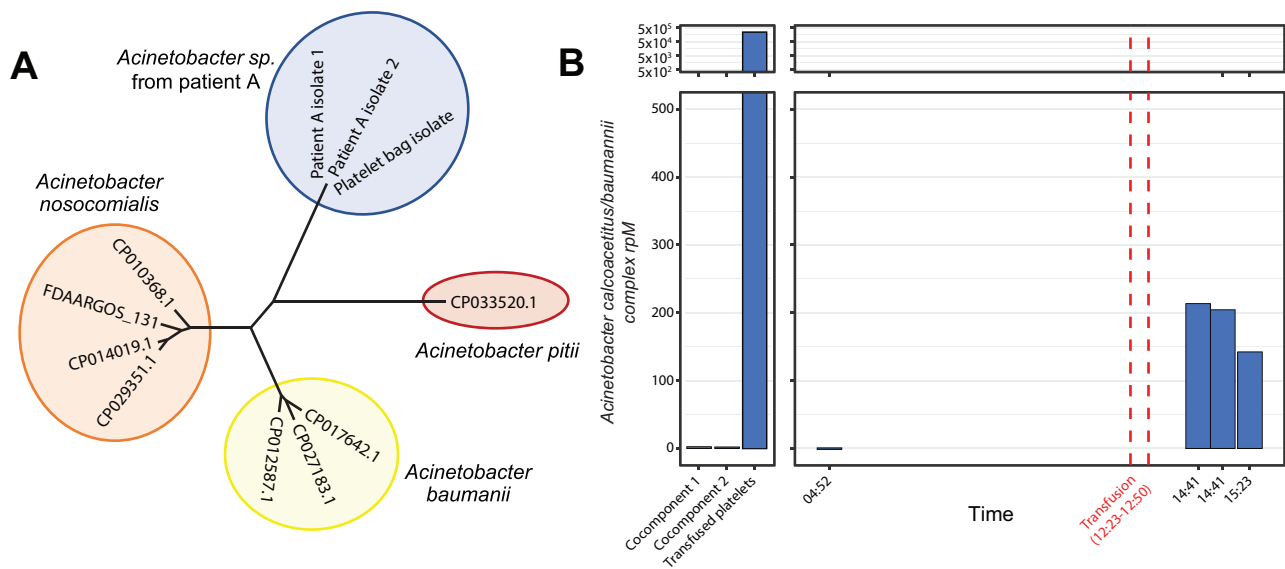 A
Acinetobacter sp.
from patient A
Patient A isolate 1
Patient A isolate 2
Platelet bag isolate
Acinetobacter
nosocomialis
CP010368.1
FDAARGOS_131
CP014019.1
CP029351.1
CP033520.1
Acinetobacter pitii
CP017642.1
CP027183.1
CP012587.1
Acinetobacter
baumanii
B
5x10⁵
5x10⁴
5x10³
5x10²
500
400
300
200
100
0
Acinetobacter calcoacetitus/baumannii
complex rpM
Cocomponent 1
Cocomponent 2
Transfused platelets
04:52
Transfusion
(12:23-12:50)
14:41
14:41
15:23
Time